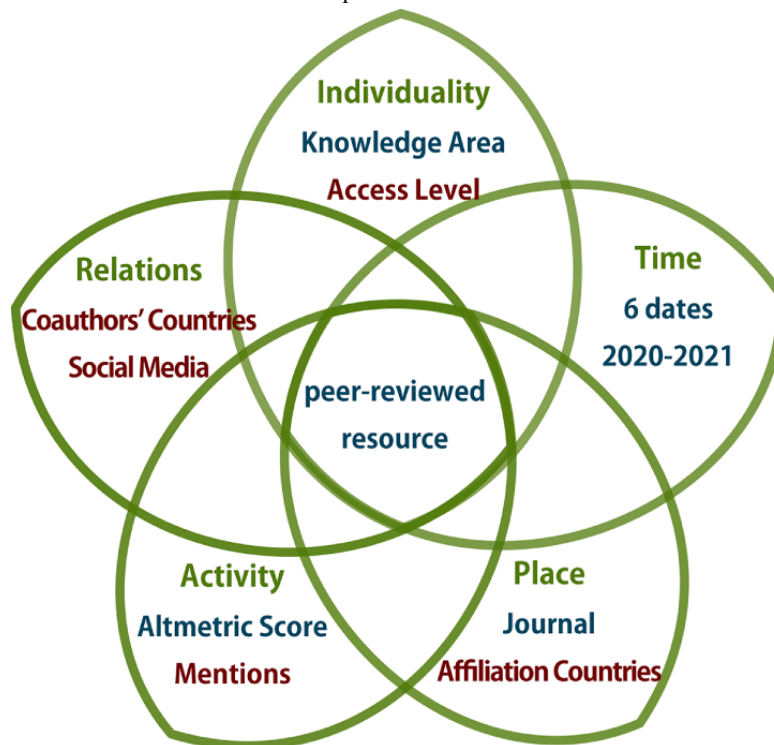 Individuality
Knowledge Area
Access Level
Relations
Coauthors' Countries
Social Media
Time
6 dates
2020-2021
peer-reviewed
resource
Activity
Altmetric Score
Mentions
Place
Journal
Affiliation Countries